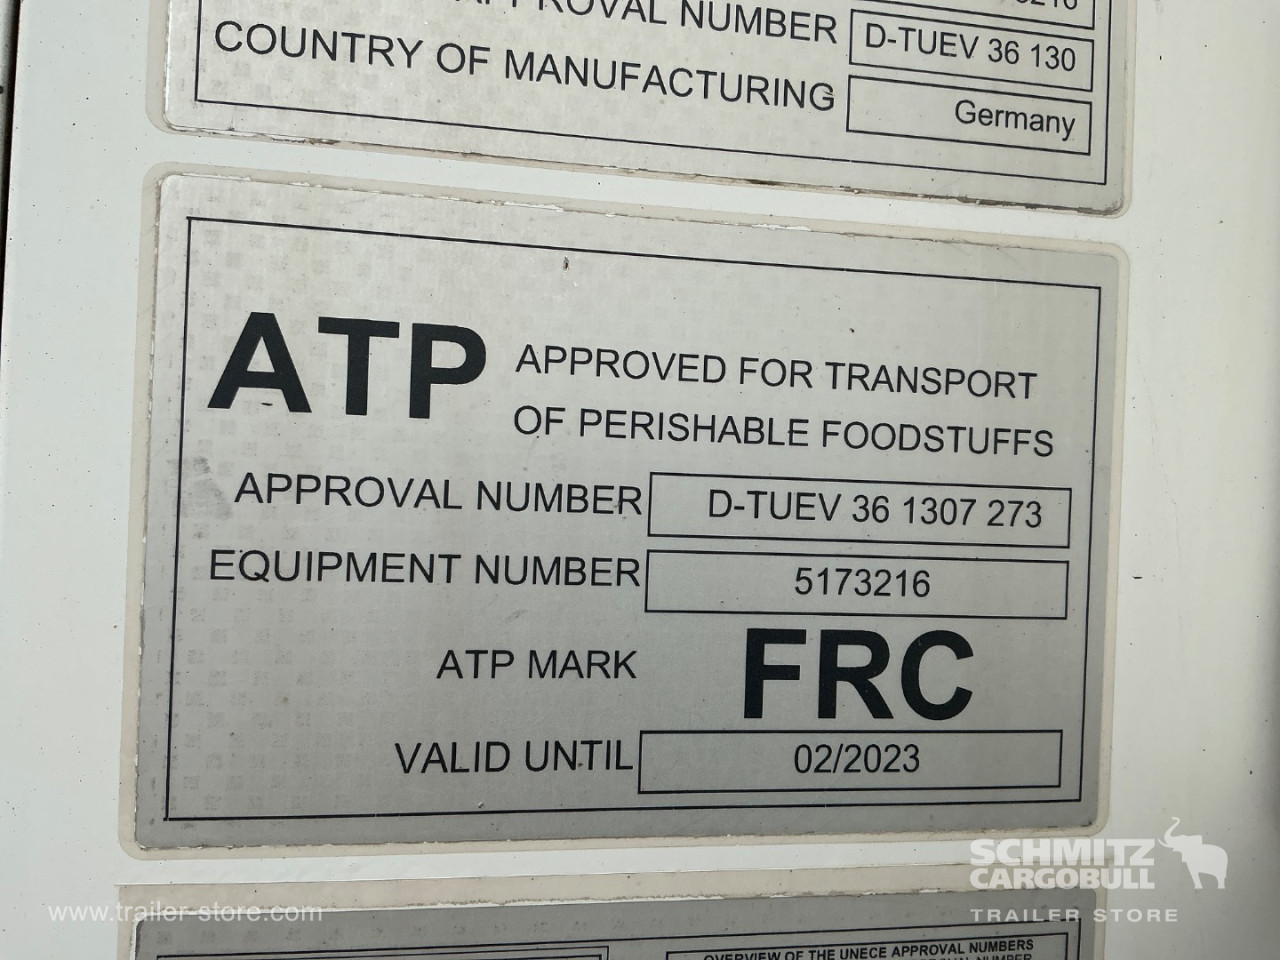 APPROVAL NUMBER D-TUEV 36 130
COUNTRY OF MANUFACTURING Germany
ATP APPROVED FOR TRANSPORT
OF PERISHABLE FOODSTUFFS
APPROVAL NUMBER D-TUEV 36 1307 273
EQUIPMENT NUMBER 5173216
ATP MARK FRC
VALID UNTIL 02/2023
SCHMITZ
CARGOBULL
TRAILER STORE
www.trailer-store.com
OVERVIEW OF THE UNECE APPROVAL NUMBERS